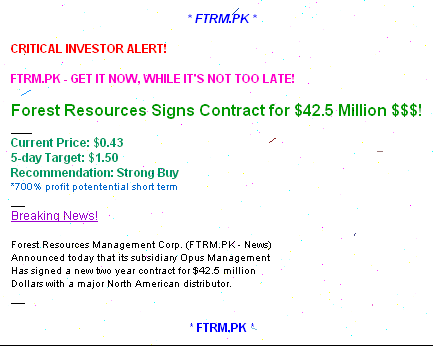 * FTRM.PK *
CRITICAL INVESTOR ALERT!
FTRM.PK - GET IT NOW, WHILE IT'S NOT TOO LATE!
Forest Resources Signs Contract for $42.5 Million $$$!
Current Price: $0.43
5-day Target: $1.50
Recommendation: Strong Buy
*700% profit potentential short term
Breaking News!
Forest Resources Management Corp. (FTRM.PK - News)
Announced today that its subsidiary Opus Management
Has signed a new two year contract for $42.5 million
Dollars with a major North American distributor.
* FTRM.PK *